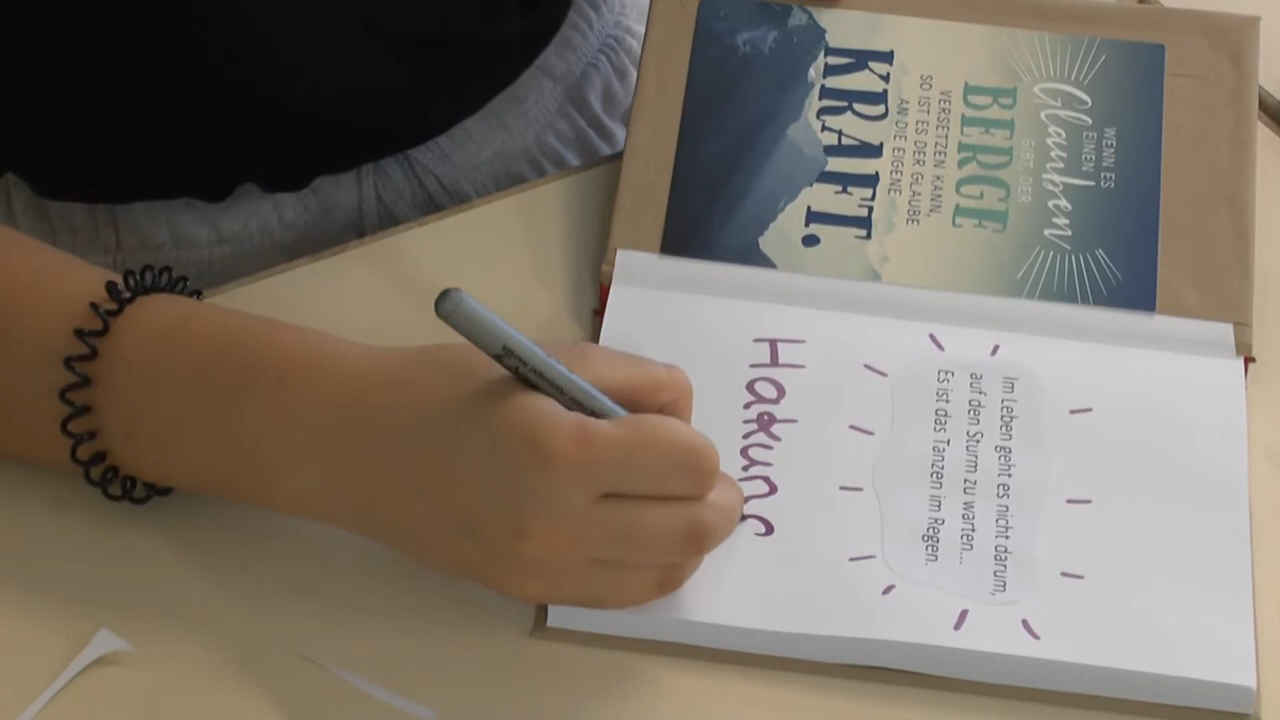 WENN ES
EINEN
Glauben
GIBT, DER
BERGE
VERSETZEN KANN,
SO IST ES DER GLAUBE
AN DIE EIGENE
KRAFT.
Im Leben geht es nicht darum,
auf den Sturm zu warten...
Es ist das Tanzen im Regen.
Hakun